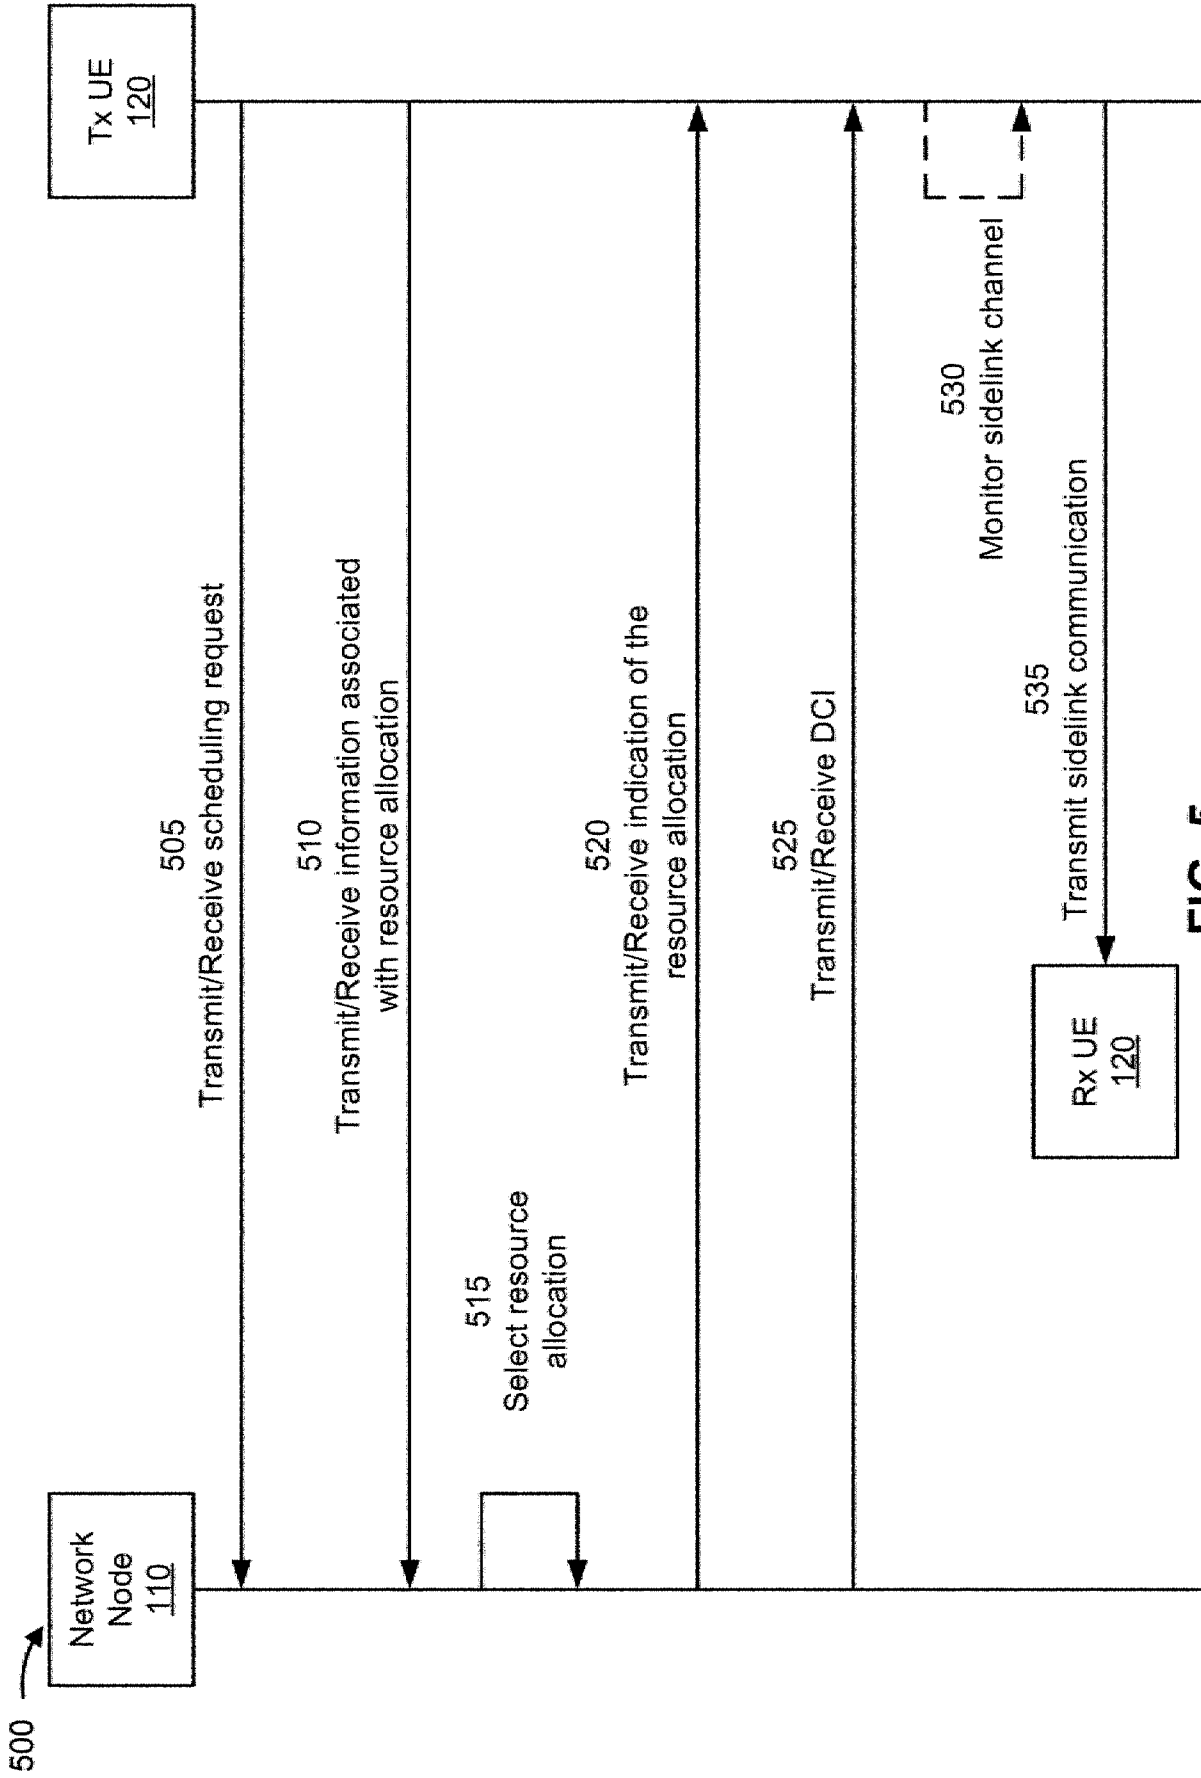 500
Network
Node
110
Tx UE
120
505
Transmit/Receive scheduling request
510
Transmit/Receive information associated
with resource allocation
515
Select resource
allocation
520
Transmit/Receive indication of the
resource allocation
525
Transmit/Receive DCI
530
Monitor sidelink channel
535
Transmit sidelink communication
Rx UE
120
FIG. 5